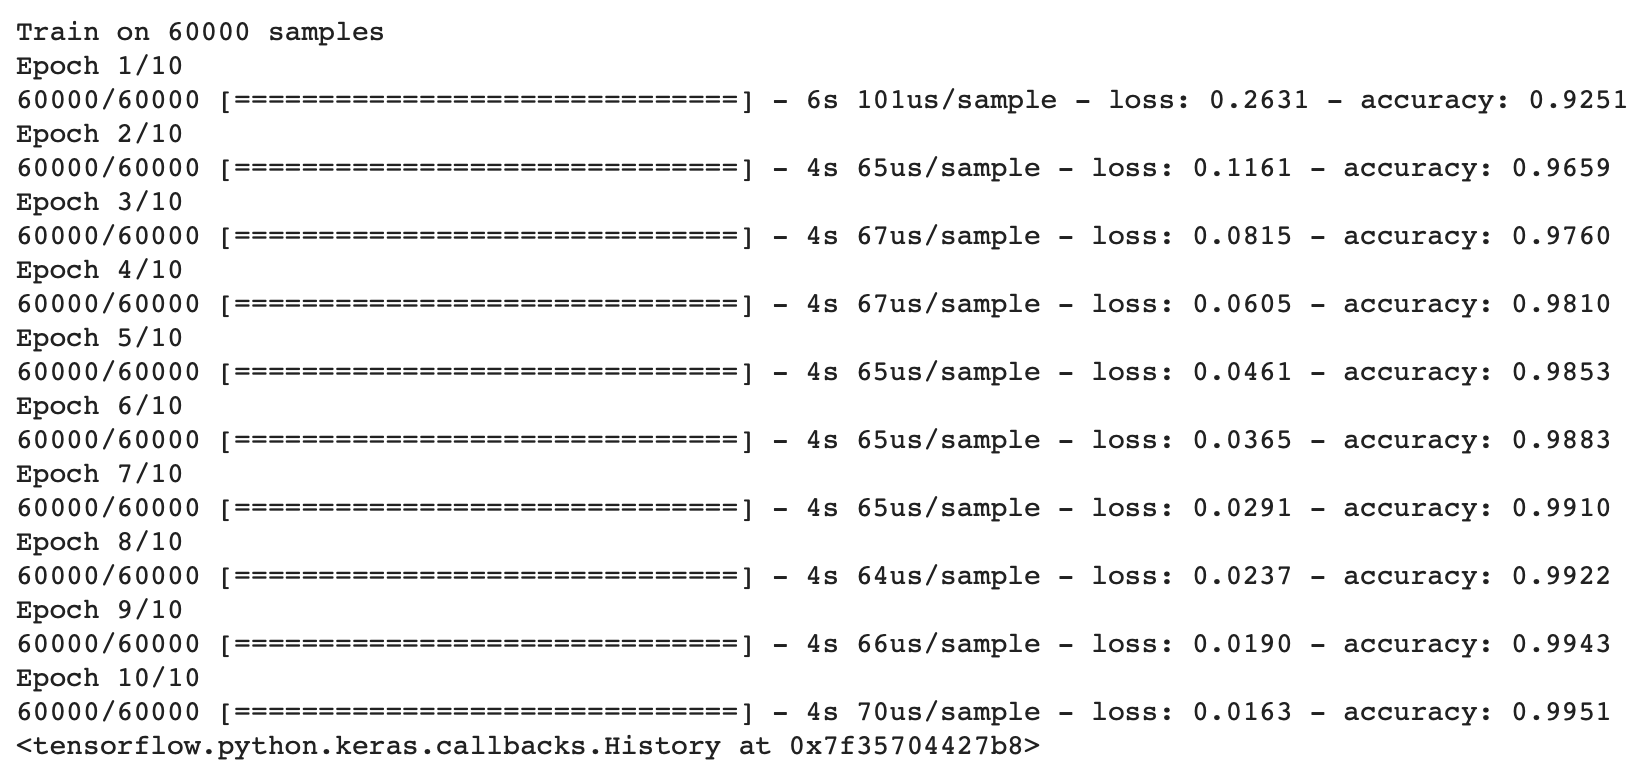 Train on 60000 samples
Epoch 1/10
60000/60000 [==============================] - 6s 101us/sample - loss: 0.2631 - accuracy: 0.9251
Epoch 2/10
60000/60000 [==============================] - 4s 65us/sample - loss: 0.1161 - accuracy: 0.9659
Epoch 3/10
60000/60000 [==============================] - 4s 67us/sample - loss: 0.0815 - accuracy: 0.9760
Epoch 4/10
60000/60000 [==============================] - 4s 67us/sample - loss: 0.0605 - accuracy: 0.9810
Epoch 5/10
60000/60000 [==============================] - 4s 65us/sample - loss: 0.0461 - accuracy: 0.9853
Epoch 6/10
60000/60000 [==============================] - 4s 65us/sample - loss: 0.0365 - accuracy: 0.9883
Epoch 7/10
60000/60000 [==============================] - 4s 65us/sample - loss: 0.0291 - accuracy: 0.9910
Epoch 8/10
60000/60000 [==============================] - 4s 64us/sample - loss: 0.0237 - accuracy: 0.9922
Epoch 9/10
60000/60000 [==============================] - 4s 66us/sample - loss: 0.0190 - accuracy: 0.9943
Epoch 10/10
60000/60000 [==============================] - 4s 70us/sample - loss: 0.0163 - accuracy: 0.9951
<tensorflow.python.keras.callbacks.History at 0x7f35704427b8>